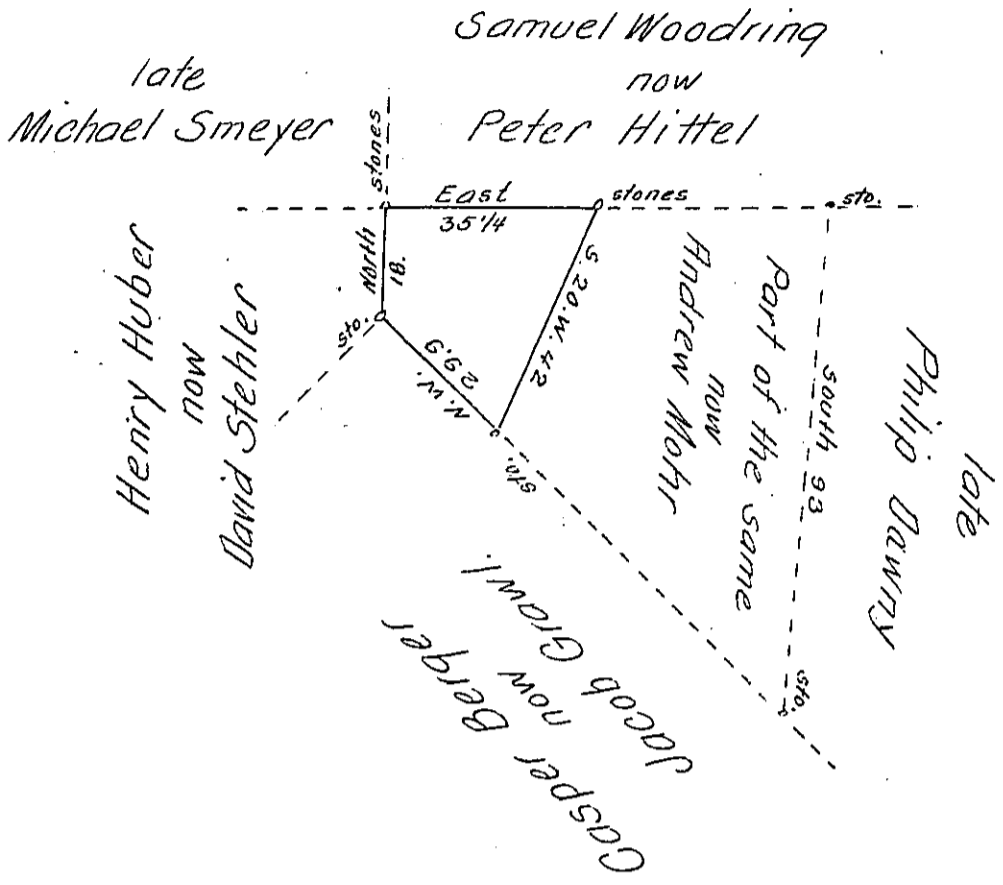 late
Michael Smeyer
Samuel Woodring
now
Peter Hittel
stones
East
35 1/4
stones
sto.
North
18.
sto.
N.W.
29.9
S. 20. W. 42
sto.
Henry Huber
now
David Stehler
Part of the same
now
Andrew Mohr
South 93
sto.
late
Philip Dawny
Casper Berger
now
Jacob Grawl.